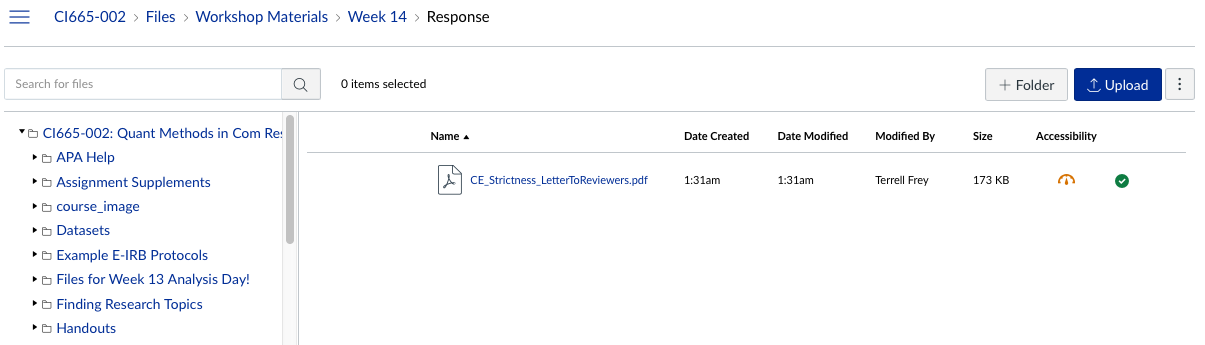 CI665-002 > Files > Workshop Materials > Week 14 > Response
Search for files
0 items selected
+ Folder
Upload
CI665-002: Quant Methods in Com Res
APA Help
Assignment Supplements
course_image
Datasets
Example E-IRB Protocols
Files for Week 13 Analysis Day!
Finding Research Topics
Handouts
Name Date Created Date Modified Modified By Size Accessibility
CE_Strictness_LetterToReviewers.pdf 1:31am 1:31am Terrell Frey 173 KB